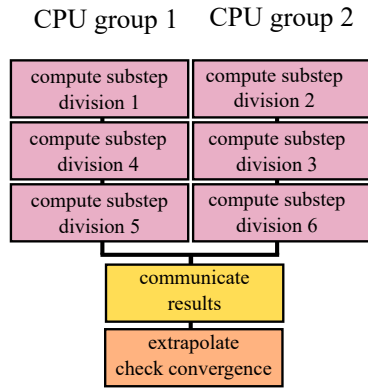 CPU group 1 CPU group 2
compute substep
division 1
compute substep
division 2
compute substep
division 4
compute substep
division 3
compute substep
division 5
compute substep
division 6
communicate
results
extrapolate
check convergence